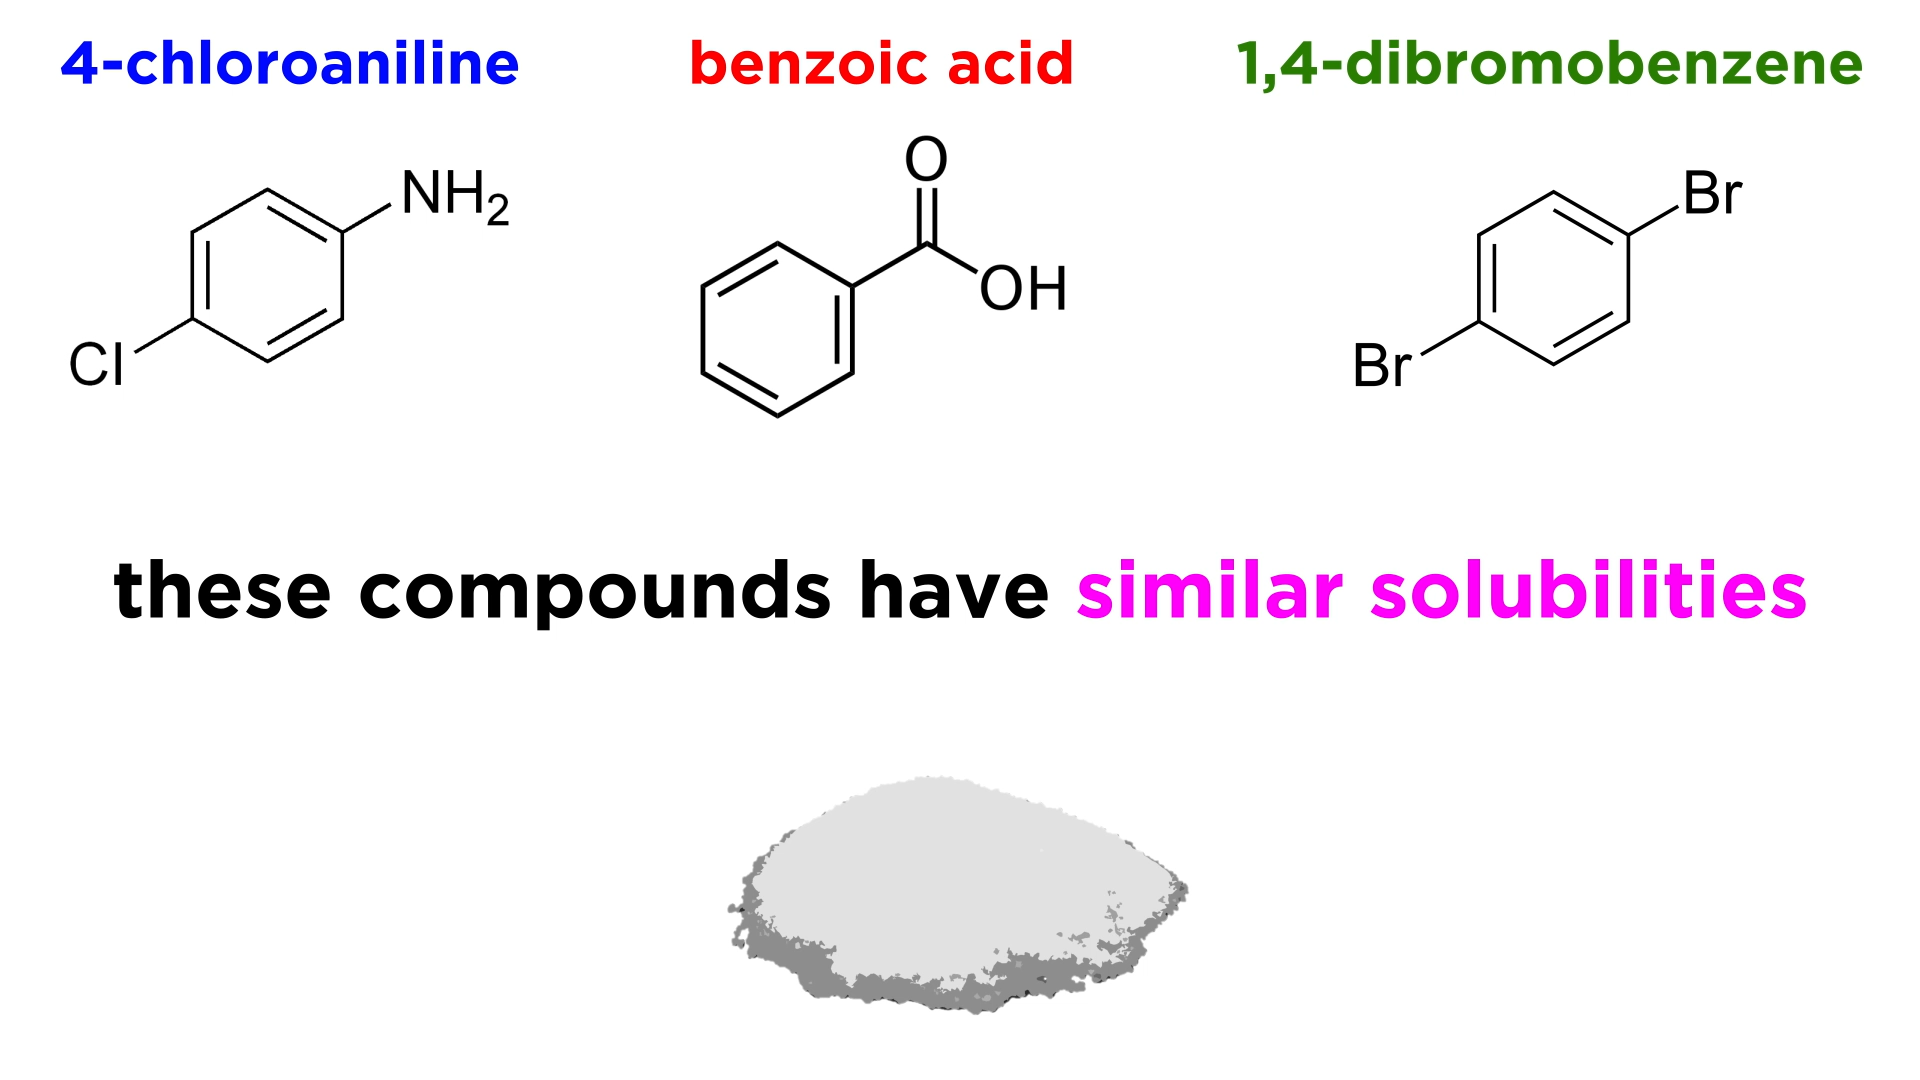 4-chloroaniline benzoic acid 1,4-dibromobenzene
NH2
Cl
O
OH
Br
Br
these compounds have similar solubilities